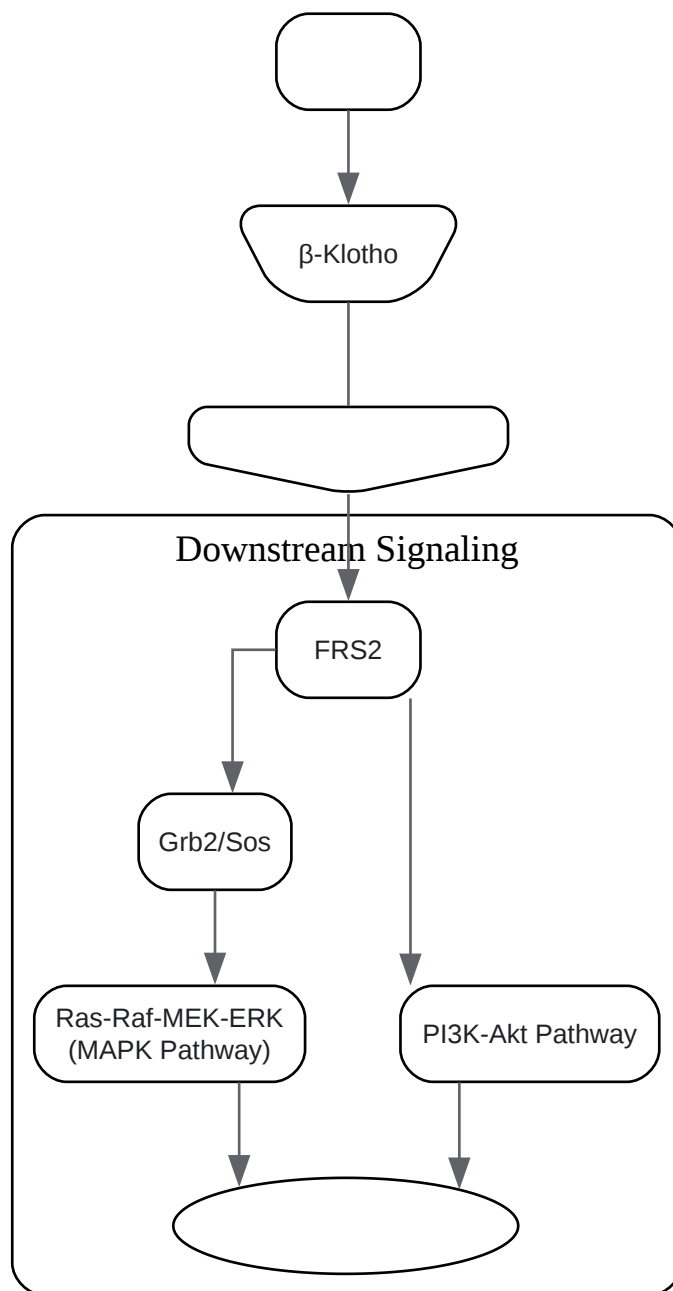 β-Klotho
Downstream Signaling
FRS2
Grb2/Sos
Ras-Raf-MEK-ERK
(MAPK Pathway)
PI3K-Akt Pathway